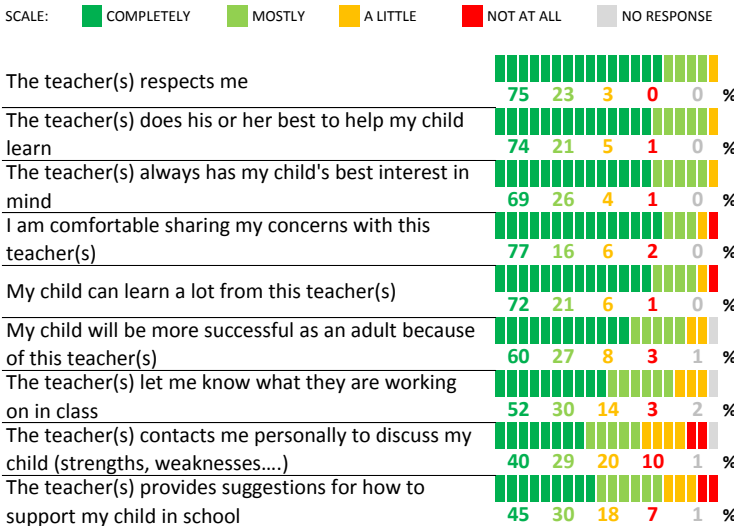 SCALE: COMPLETELY MOSTLY A LITTLE NOT AT ALL NO RESPONSE
The teacher(s) respects me
75 23 3 0 0 %
The teacher(s) does his or her best to help my child
learn
74 21 5 1 0 %
The teacher(s) always has my child's best interest in
mind
69 26 4 1 0 %
I am comfortable sharing my concerns with this
teacher(s)
77 16 6 2 0 %
My child can learn a lot from this teacher(s)
72 21 6 1 0 %
My child will be more successful as an adult because
of this teacher(s)
60 27 8 3 1 %
The teacher(s) let me know what they are working
on in class
52 30 14 3 2 %
The teacher(s) contacts me personally to discuss my
child (strengths, weaknesses....)
40 29 20 10 1 %
The teacher(s) provides suggestions for how to
support my child in school
45 30 18 7 1 %